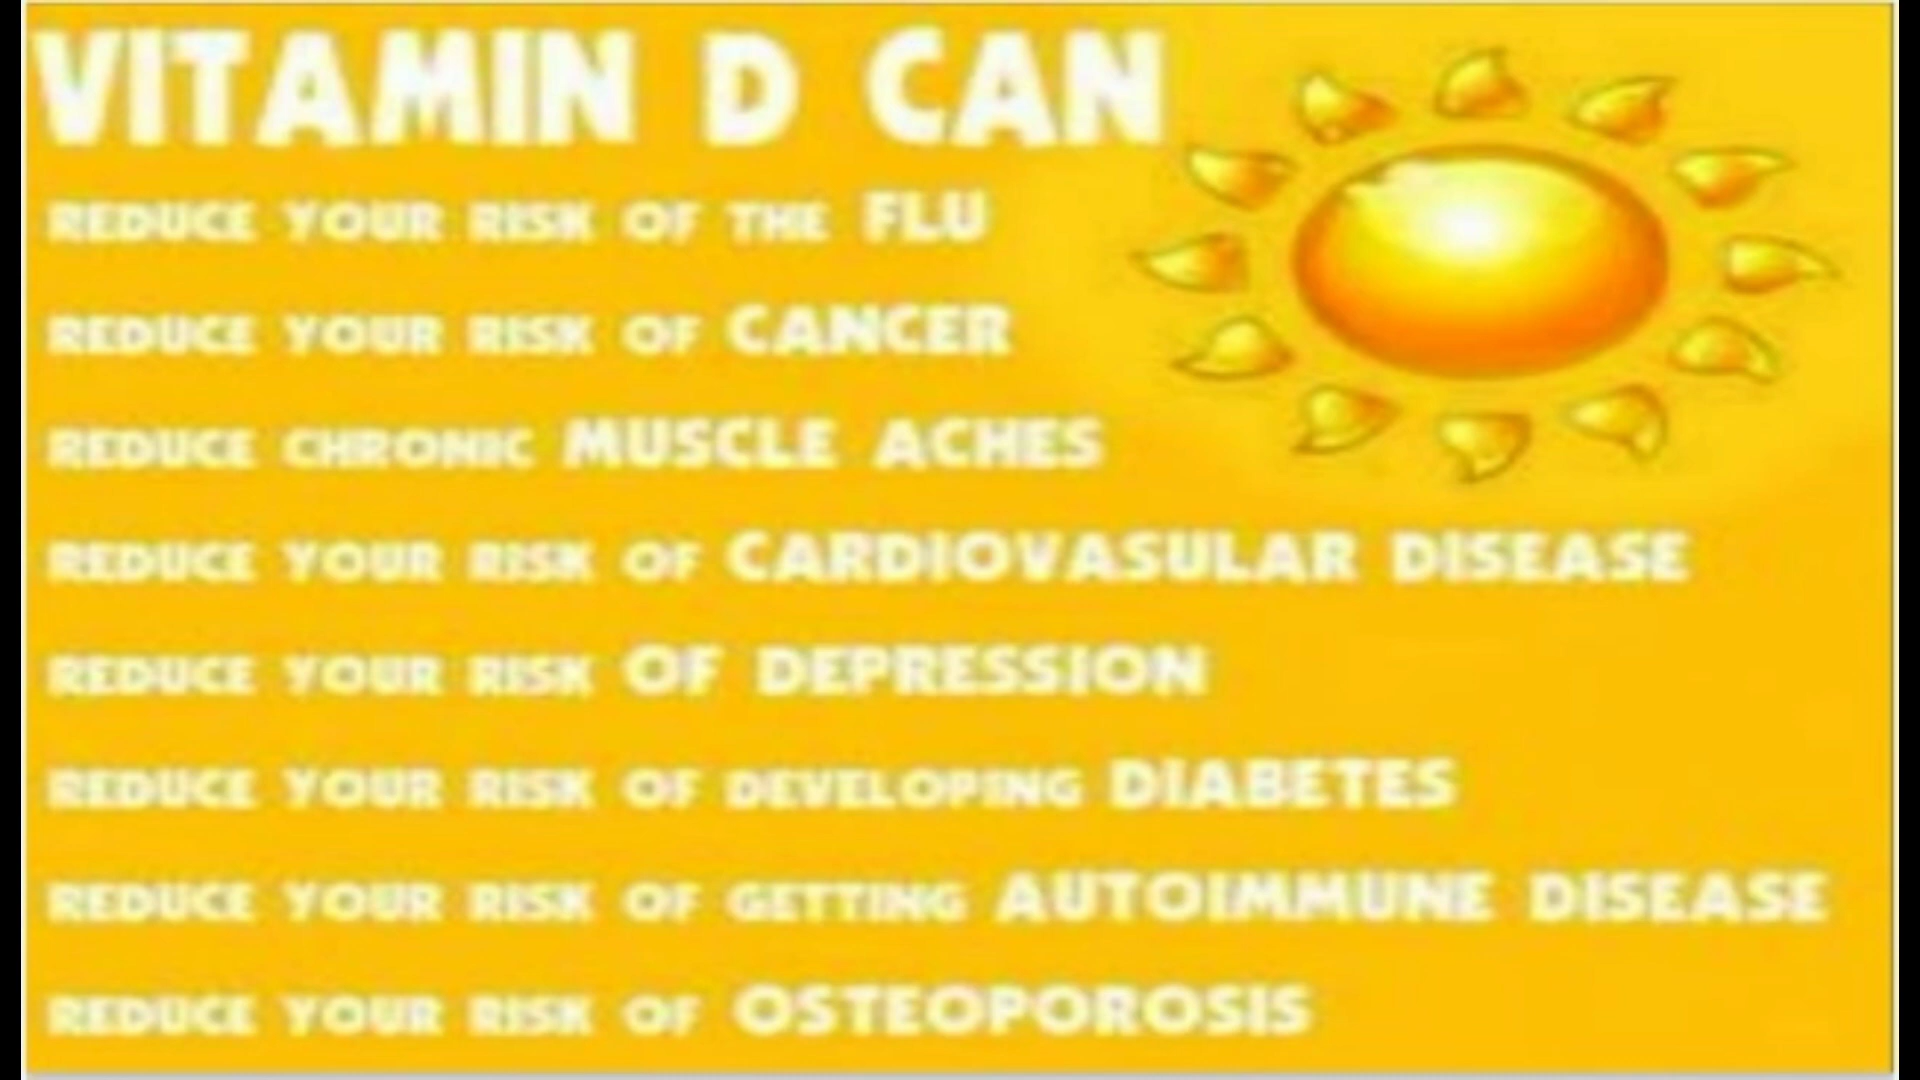 VITAMIN D CAN
REDUCE YOUR RISK OF THE FLU
REDUCE YOUR RISK OF CANCER
REDUCE CHRONIC MUSCLE ACHES
REDUCE YOUR RISK OF CARDIOVASULAR DISEASE
REDUCE YOUR RISK OF DEPRESSION
REDUCE YOUR RISK OF DEVELOPING DIABETES
REDUCE YOUR RISK OF GETTING AUTOIMMUNE DISEASE
REDUCE YOUR RISK OF OSTEOPOROSIS